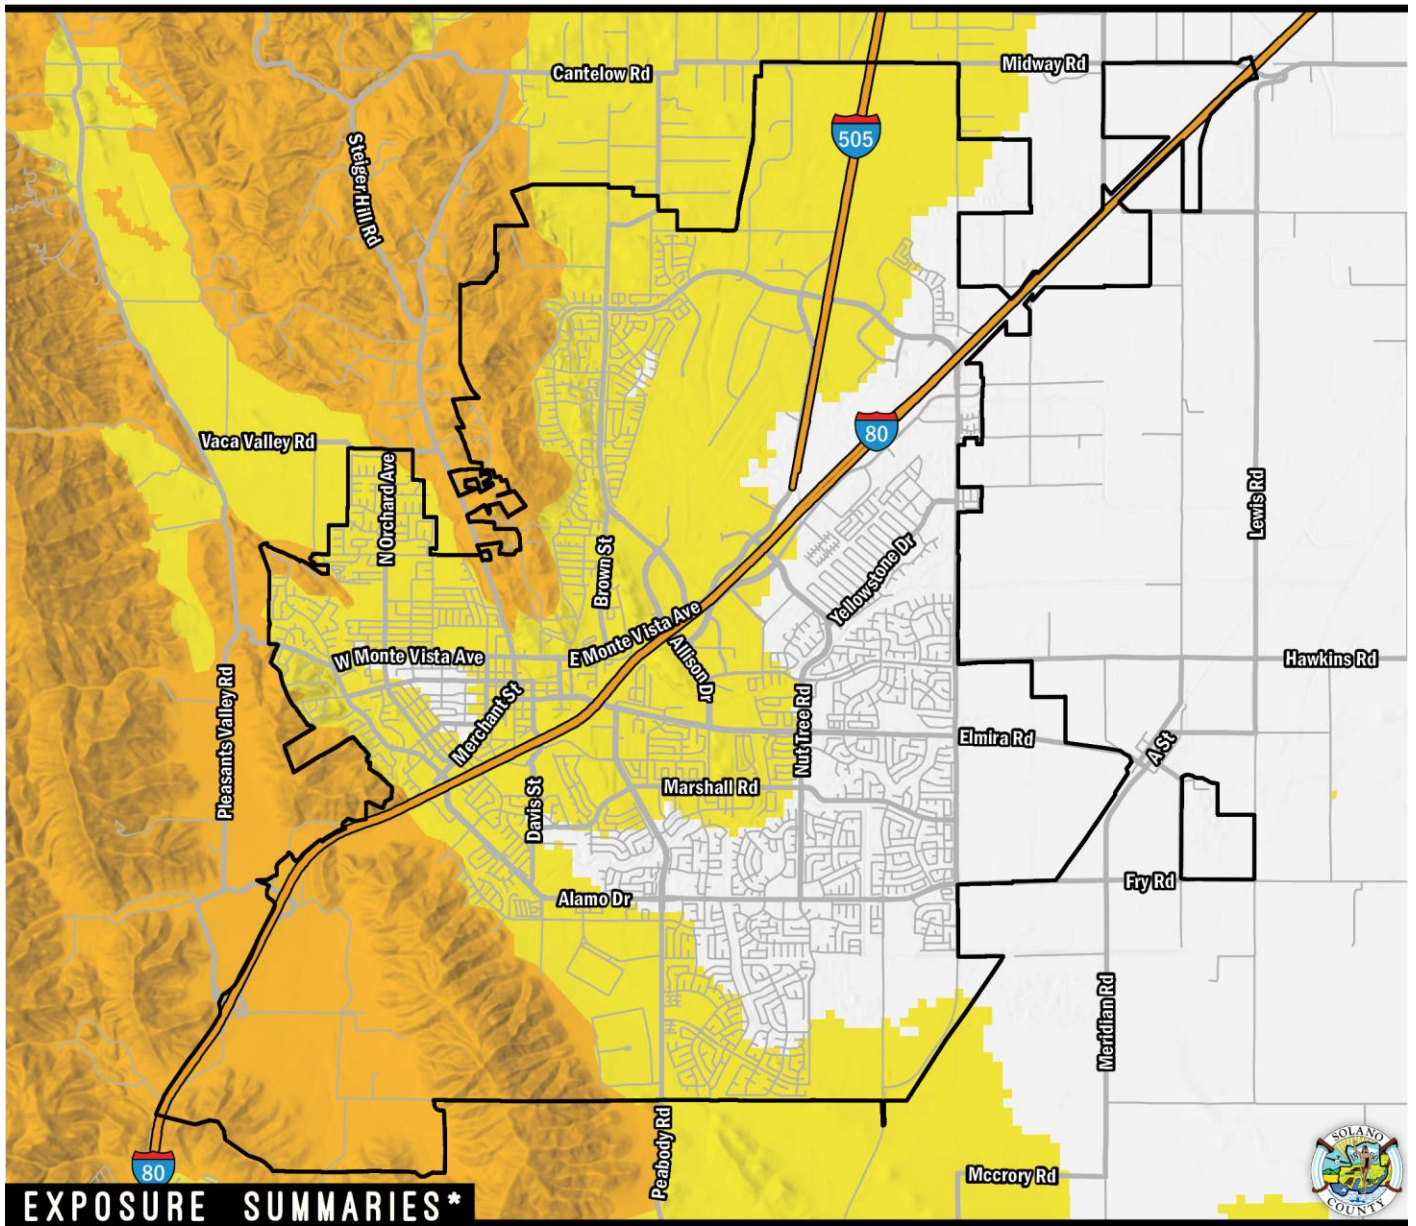 Cantelow Rd
Midway Rd
505
Steiger Hill Rd
80
Vaca Valley Rd
N Orchard Ave
Lewis Rd
Brown St
Yellowstone Dr
E Monte Vista Ave
W Monte Vista Ave
Allison Dr
Hawkins Rd
Pleasants Valley Rd
Merchant St
Nut Tree Rd
Elmira Rd
A St
Marshall Rd
Davis St
Fry Rd
Alamo Dr
Meridian Rd
Peabody Rd
Mccrory Rd
80
SOLANO
COUNTY
EXPOSURE SUMMARIES*